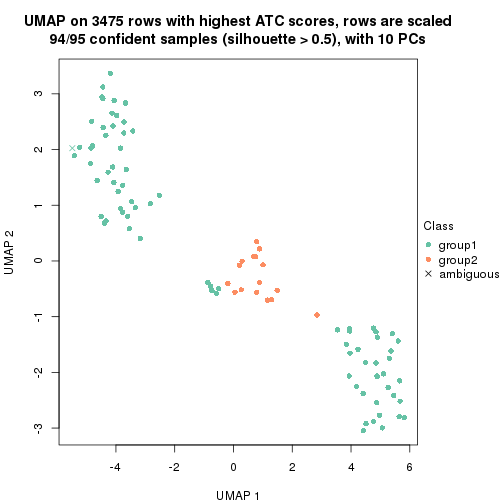 UMAP on 3475 rows with highest ATC scores, rows are scaled
94/95 confident samples (silhouette > 0.5), with 10 PCs
3
2
1
0
-1
-2
-3
UMAP 2
-4
-2
0
2
4
6
UMAP 1
Class
group1
group2
ambiguous